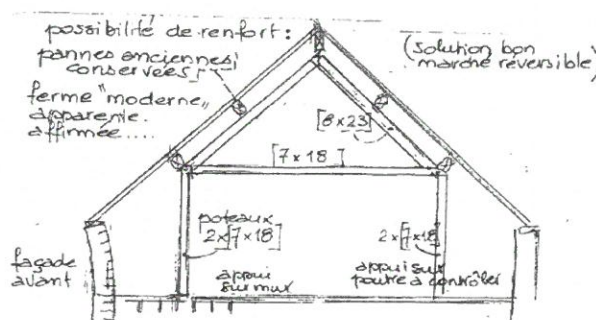 possibilité de renfort :
pannes anciennes
conservées
ferme "moderne"
apparente.
affirmée....
(solution bon
marché réversible)
[8x23]
[7x18]
poteaux
2x[7x18]
2x[7x18]
façade
avant
appui
sur mur
appui sur
poutre à contrôler